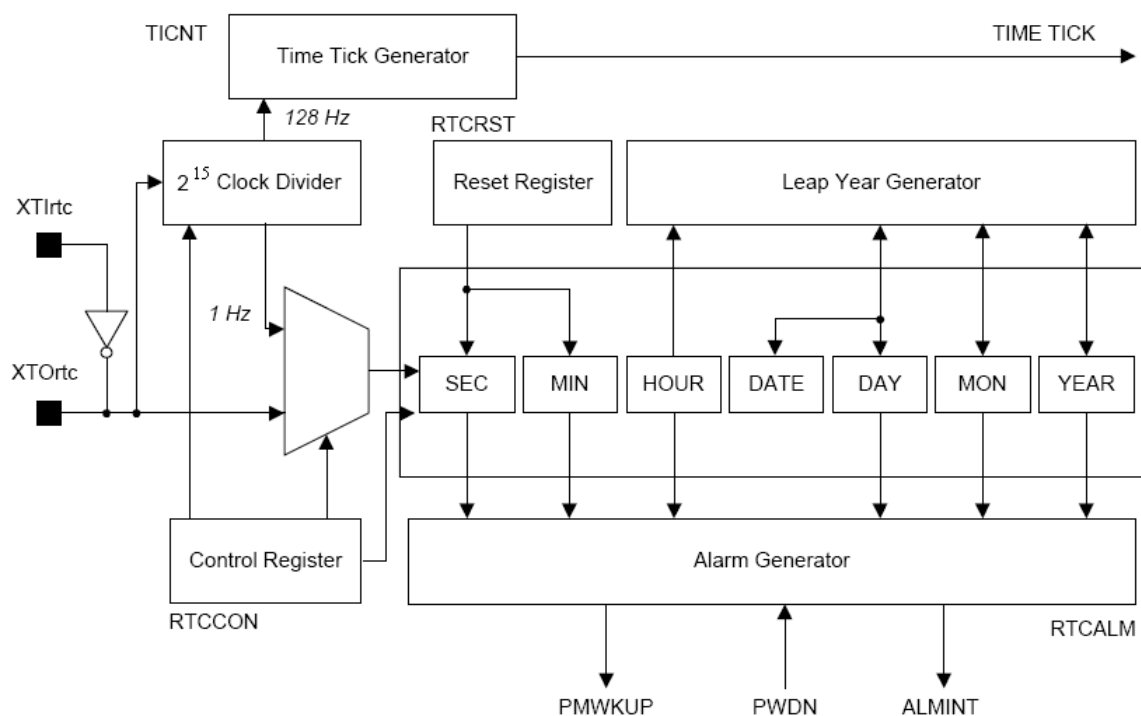 TICNT
Time Tick Generator
TIME TICK
128 Hz
RTCRST
2^15 Clock Divider
Reset Register
Leap Year Generator
XTIrtc
1 Hz
XTOrtc
SEC
MIN
HOUR
DATE
DAY
MON
YEAR
Control Register
Alarm Generator
RTCCON
RTCALM
PMWKUP
PWDN
ALMINT